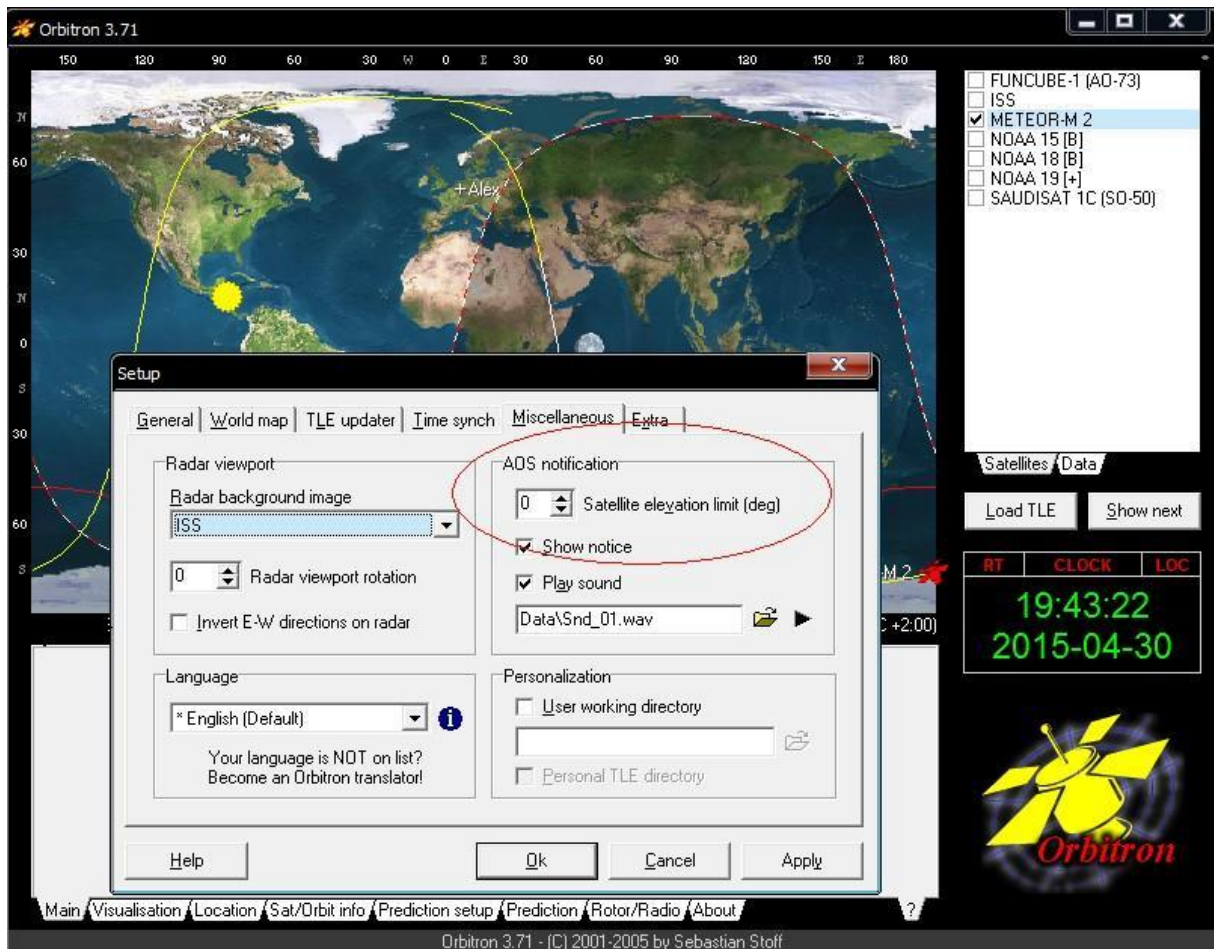 Orbitron 3.71
150 120 90 60 30 W 0 E 30 60 90 120 150 E 180
N
60
30
N
0
S
30
60
S
+Alex
M 2
C +2:00)
Setup
General World map TLE updater Time synch Miscellaneous Extra
Radar viewport
Radar background image
ISS
0 Radar viewport rotation
Invert E-W directions on radar
AOS notification
0 Satellite elevation limit (deg)
Show notice
Play sound
Data\Snd_01.wav
Language
* English (Default)
Your language is NOT on list?
Become an Orbitron translator!
Personalization
User working directory
Personal TLE directory
Help Ok Cancel Apply
FUNCUBE-1 (AO-73)
ISS
METEOR-M 2
NOAA 15 [B]
NOAA 18 [B]
NOAA 19 [+]
SAUDISAT 1C (SO-50)
Satellites Data
Load TLE Show next
RT CLOCK LOC
19:43:22
2015-04-30
Orbitron
Main Visualisation Location Sat/Orbit info Prediction setup Prediction Rotor/Radio About ?
Orbitron 3.71 - (C) 2001-2005 by Sebastian Stoff